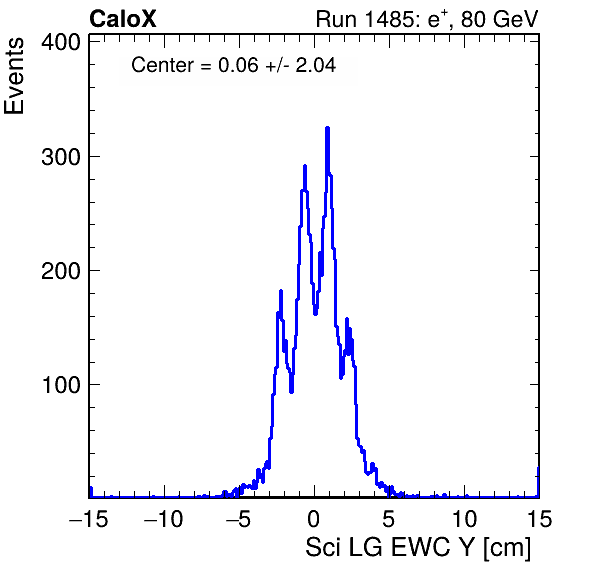 CaloX Run 1485: e⁺, 80 GeV
Center = 0.06 +/- 2.04
Events
400
300
200
100
−15 −10 −5 0 5 10 15
Sci LG EWC Y [cm]